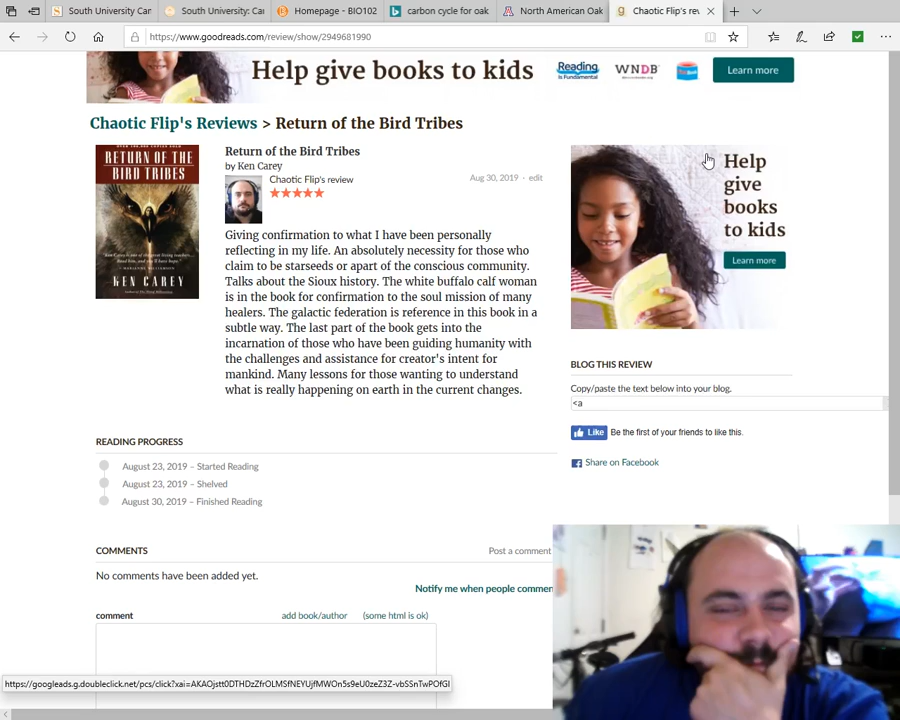 South University Can
South University: Ca
Homepage - BIO102
carbon cycle for oak
North American Oak
Chaotic Flip's rev
https://www.goodreads.com/review/show/2949681990
Help give books to kids
Reading Is Fundamental
WNDB
Learn more
Chaotic Flip's Reviews > Return of the Bird Tribes
RETURN OF THE
BIRD TRIBES
KEN CAREY
Return of the Bird Tribes
by Ken Carey
Chaotic Flip's review
Aug 30, 2019 · edit
Giving confirmation to what I have been personally
reflecting in my life. An absolutely necessity for those who
claim to be starseeds or apart of the conscious community.
Talks about the Sioux history. The white buffalo calf woman
is in the book for confirmation to the soul mission of many
healers. The galactic federation is reference in this book in a
subtle way. The last part of the book gets into the
incarnation of those who have been guiding humanity with
the challenges and assistance for creator's intent for
mankind. Many lessons for those wanting to understand
what is really happening on earth in the current changes.
Help
give
books
to kids
Learn more
BLOG THIS REVIEW
Copy/paste the text below into your blog.
<a
Like Be the first of your friends to like this.
Share on Facebook
READING PROGRESS
August 23, 2019 – Started Reading
August 23, 2019 – Shelved
August 30, 2019 – Finished Reading
COMMENTS
Post a comment
No comments have been added yet.
Notify me when people commen
comment
add book/author
(some html is ok)